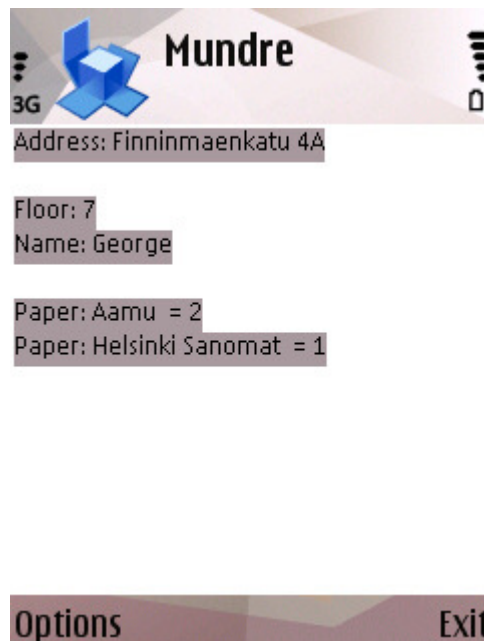 Mundre
3G
Address: Finninmaenkatu 4A
Floor: 7
Name: George
Paper: Aamu = 2
Paper: Helsinki Sanomat = 1
Options
Exit